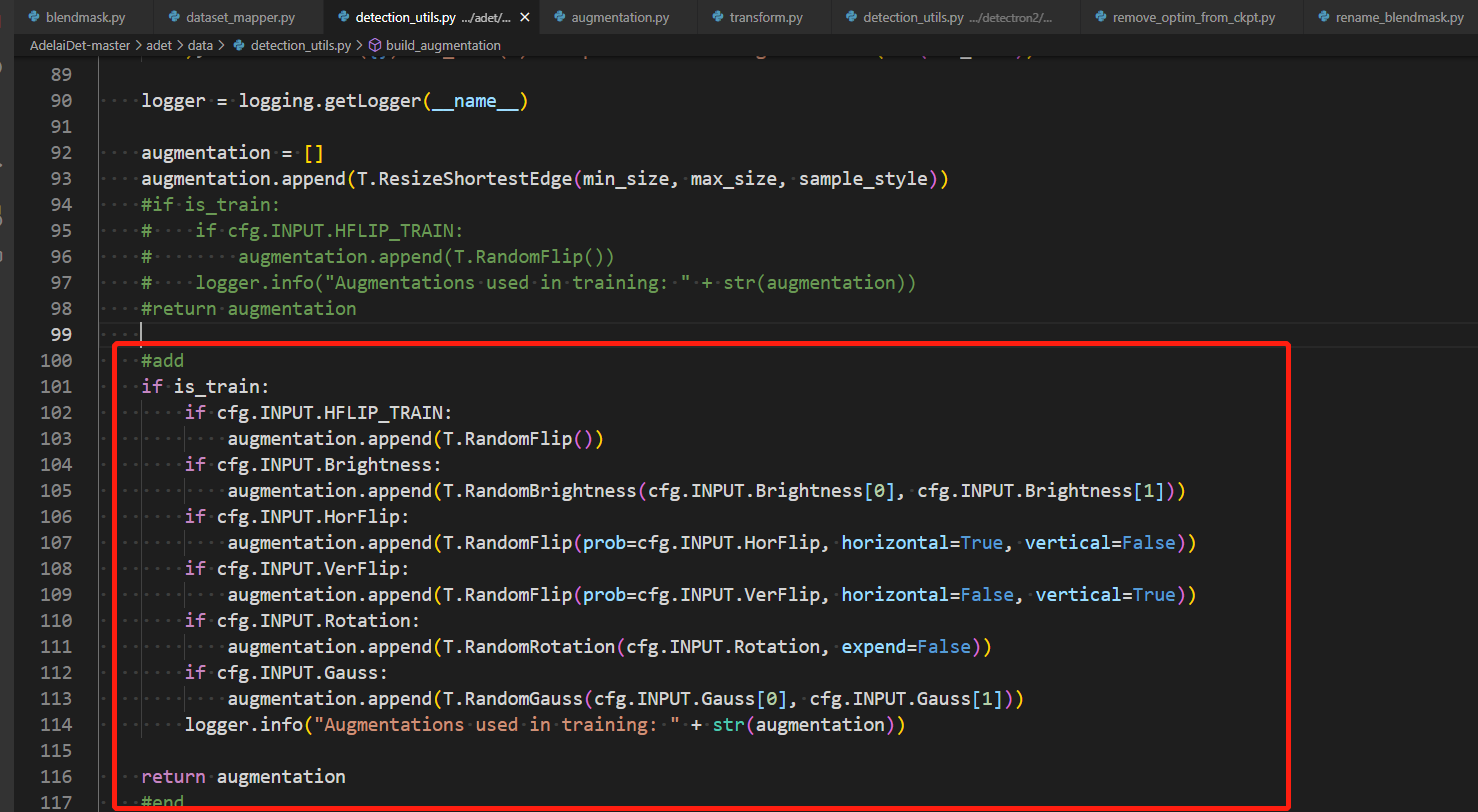 blendmask.py dataset_mapper.py detection_utils.py .../adet/... × augmentation.py transform.py detection_utils.py .../detectron2/... remove_optim_from_ckpt.py rename_blendmask.py
AdelaiDet-master > adet > data > detection_utils.py > build_augmentation
89
90 logger = logging.getLogger(__name__)
91
92 augmentation = []
93 augmentation.append(T.ResizeShortestEdge(min_size, max_size, sample_style))
94 #if is_train:
95 #    if cfg.INPUT.HFLIP_TRAIN:
96 #        augmentation.append(T.RandomFlip())
97 #    logger.info("Augmentations used in training: " + str(augmentation))
98 #return augmentation
99
100 #add
101 if is_train:
102     if cfg.INPUT.HFLIP_TRAIN:
103         augmentation.append(T.RandomFlip())
104     if cfg.INPUT.Brightness:
105         augmentation.append(T.RandomBrightness(cfg.INPUT.Brightness[0], cfg.INPUT.Brightness[1]))
106     if cfg.INPUT.HorFlip:
107         augmentation.append(T.RandomFlip(prob=cfg.INPUT.HorFlip, horizontal=True, vertical=False))
108     if cfg.INPUT.VerFlip:
109         augmentation.append(T.RandomFlip(prob=cfg.INPUT.VerFlip, horizontal=False, vertical=True))
110     if cfg.INPUT.Rotation:
111         augmentation.append(T.RandomRotation(cfg.INPUT.Rotation, expend=False))
112     if cfg.INPUT.Gauss:
113         augmentation.append(T.RandomGauss(cfg.INPUT.Gauss[0], cfg.INPUT.Gauss[1]))
114     logger.info("Augmentations used in training: " + str(augmentation))
115
116 return augmentation
117 #end